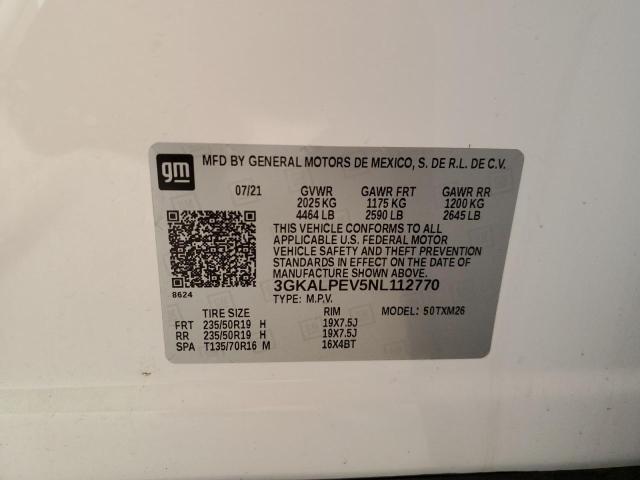 gm MFD BY GENERAL MOTORS DE MEXICO, S. DE R.L. DE C.V.
07/21 GVWR GAWR FRT GAWR RR
2025 KG 1175 KG 1200 KG
4464 LB 2590 LB 2645 LB
THIS VEHICLE CONFORMS TO ALL
APPLICABLE U.S. FEDERAL MOTOR
VEHICLE SAFETY AND THEFT PREVENTION
STANDARDS IN EFFECT ON THE DATE OF
MANUFACTURE SHOWN ABOVE.
8624 3GKALPEV5NL112770
TYPE: M.P.V.
TIRE SIZE RIM MODEL: 50TXM26
FRT 235/50R19 H 19X7.5J
RR 235/50R19 H 19X7.5J
SPA T135/70R16 M 16X4BT